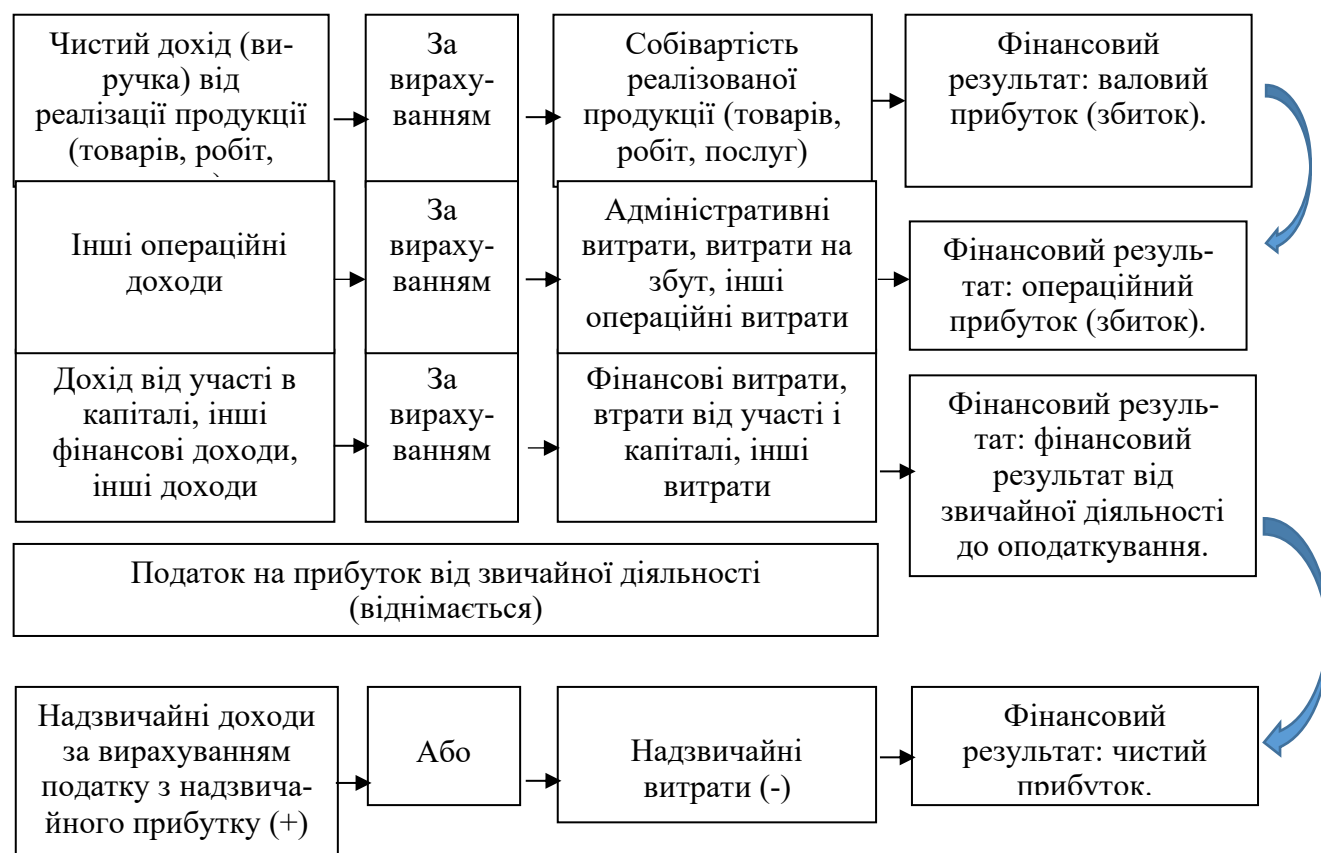 Чистий дохід (ви-
ручка) від
реалізації продукції
(товарів, робіт,
За
вираху-
ванням
Собівартість
реалізованої
продукції (товарів,
робіт, послуг)
Фінансовий
результат: валовий
прибуток (збиток).
Інші операційні
доходи
За
вираху-
ванням
Адміністративні
витрати, витрати на
збут, інші
операційні витрати
Фінансовий резуль-
тат: операційний
прибуток (збиток).
Дохід від участі в
капіталі, інші
фінансові доходи,
інші доходи
За
вираху-
ванням
Фінансові витрати,
втрати від участі і
капіталі, інші
витрати
Фінансовий резуль-
тат: фінансовий
результат від
звичайної діяльності
до оподаткування.
Податок на прибуток від звичайної діяльності
(віднімається)
Надзвичайні доходи
за вирахуванням
податку з надзвича-
йного прибутку (+)
Або
Надзвичайні
витрати (-)
Фінансовий
результат: чистий
прибуток.